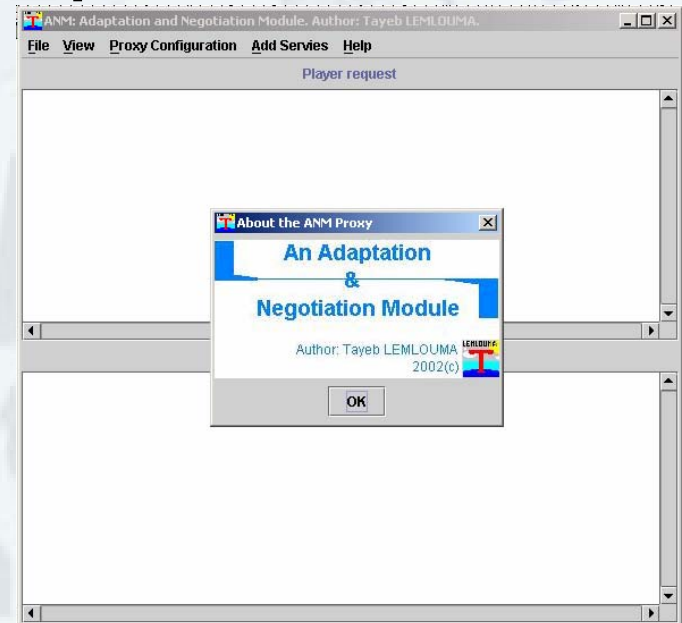 ANM: Adaptation and Negotiation Module. Author: Tayeb LEMLOUMA.
File View Proxy Configuration Add Servies Help
Player request
About the ANM Proxy
An Adaptation
&
Negotiation Module
Author: Tayeb LEMLOUMA
2002(c)
LEMLOUMA
T
OK